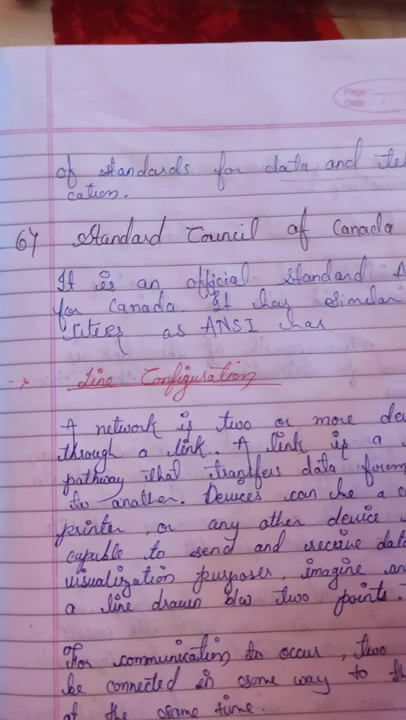 Page
Date :
of standards for data and
cation.
6) Standard Council of Canada
It is an official standard
for Canada. It has similar
as ANSI has
→ Line Configuration
A network is two or more
through a link. A link is a
pathway that transfers data
to another. Devices can be a
printer, or any other device
capable to send and receive data
visualization purposes, imagine
a line drawn b/w two points.
For communication to occur, two
be connected in some way to
at the same time.